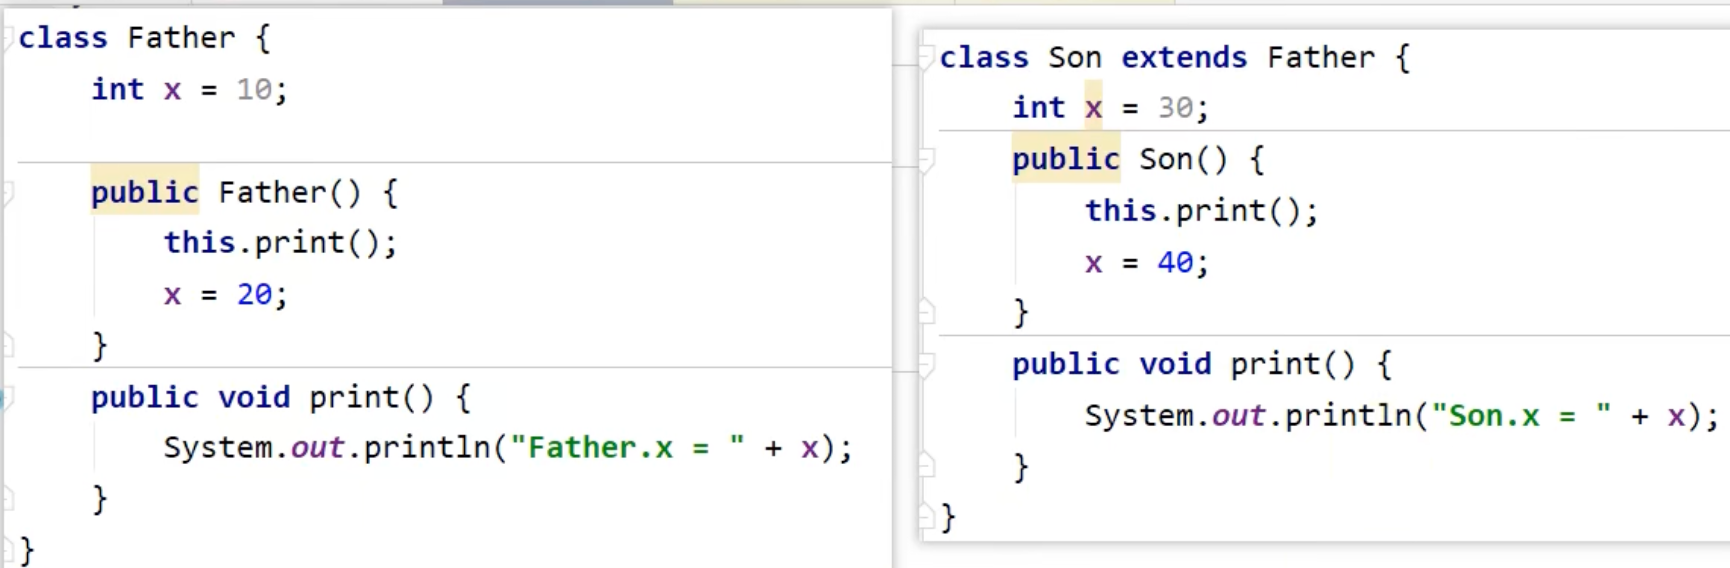 class Father {
    int x = 10;
    public Father() {
        this.print();
        x = 20;
    }
    public void print() {
        System.out.println("Father.x = " + x);
    }
}
class Son extends Father {
    int x = 30;
    public Son() {
        this.print();
        x = 40;
    }
    public void print() {
        System.out.println("Son.x = " + x);
    }
}